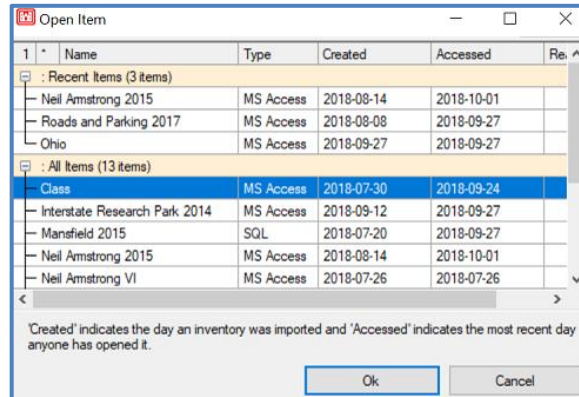 Open Item
1 * Name Type Created Accessed Re
: Recent Items (3 items)
Neil Armstrong 2015 MS Access 2018-08-14 2018-10-01
Roads and Parking 2017 MS Access 2018-08-08 2018-09-27
Ohio MS Access 2018-09-27 2018-09-27
: All Items (13 items)
Class MS Access 2018-07-30 2018-09-24
Interstate Research Park 2014 MS Access 2018-09-12 2018-09-27
Mansfield 2015 SQL 2018-07-20 2018-09-27
Neil Armstrong 2015 MS Access 2018-08-14 2018-10-01
Neil Armstrong VI MS Access 2018-07-26 2018-07-26
'Created' indicates the day an inventory was imported and 'Accessed' indicates the most recent day
anyone has opened it.
Ok Cancel